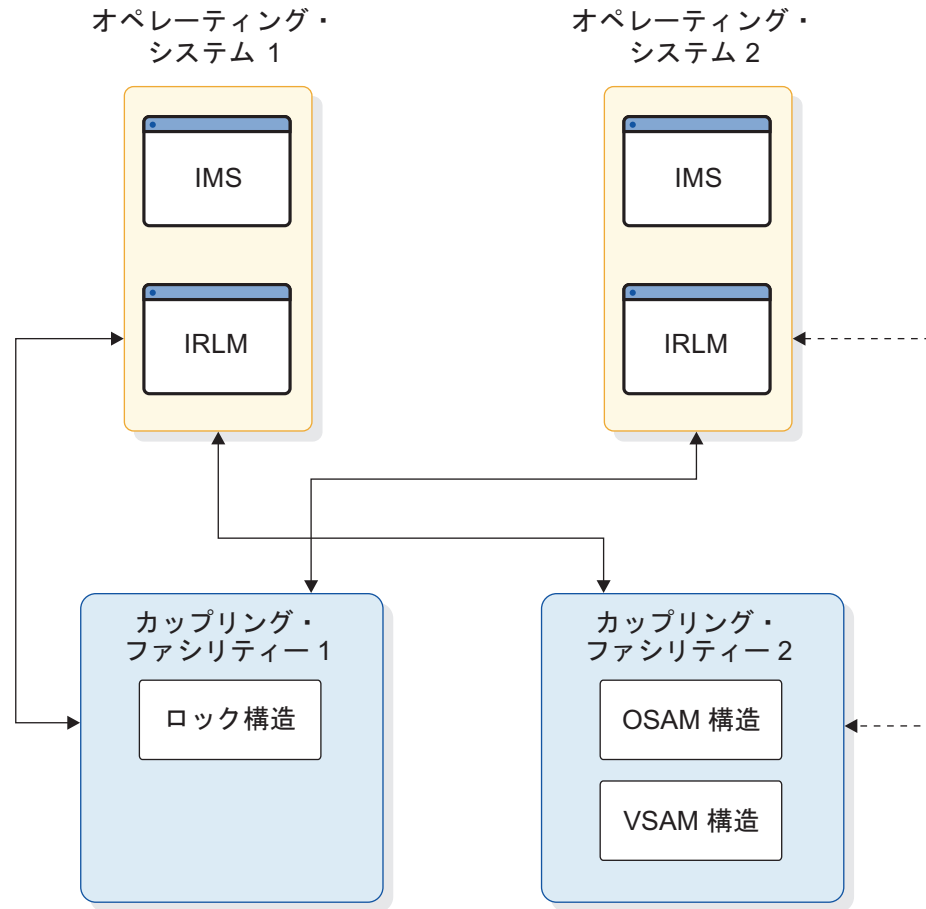 オペレーティング・
システム 1
オペレーティング・
システム 2
IMS
IMS
IRLM
IRLM
カップリング・
ファシリティー 1
カップリング・
ファシリティー 2
ロック構造
OSAM 構造
VSAM 構造